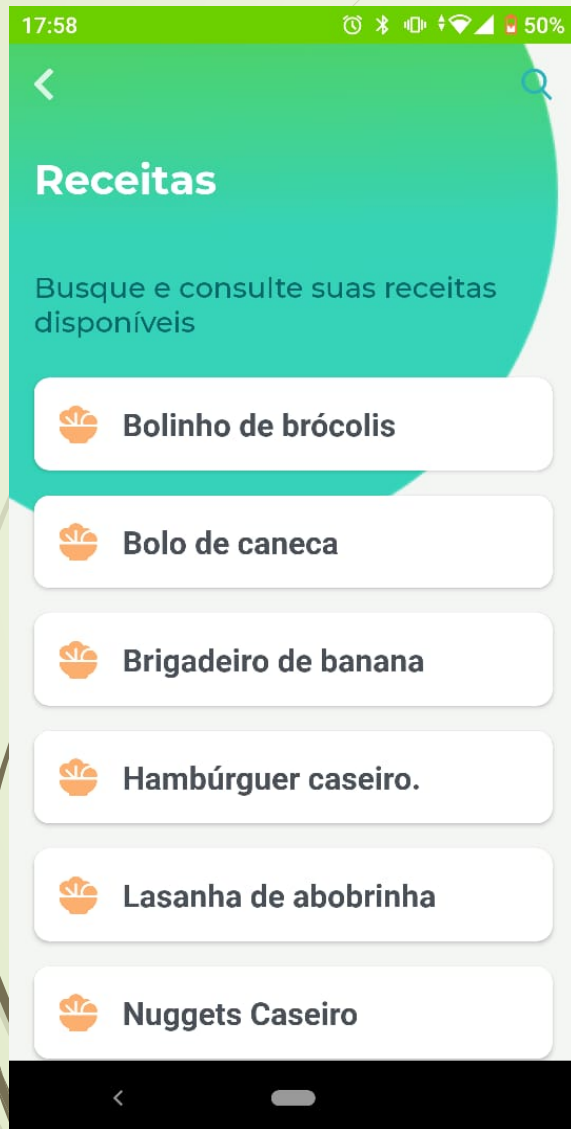 17:58 50%
Receitas
Busque e consulte suas receitas
disponíveis
Bolinho de brócolis
Bolo de caneca
Brigadeiro de banana
Hambúrguer caseiro.
Lasanha de abobrinha
Nuggets Caseiro